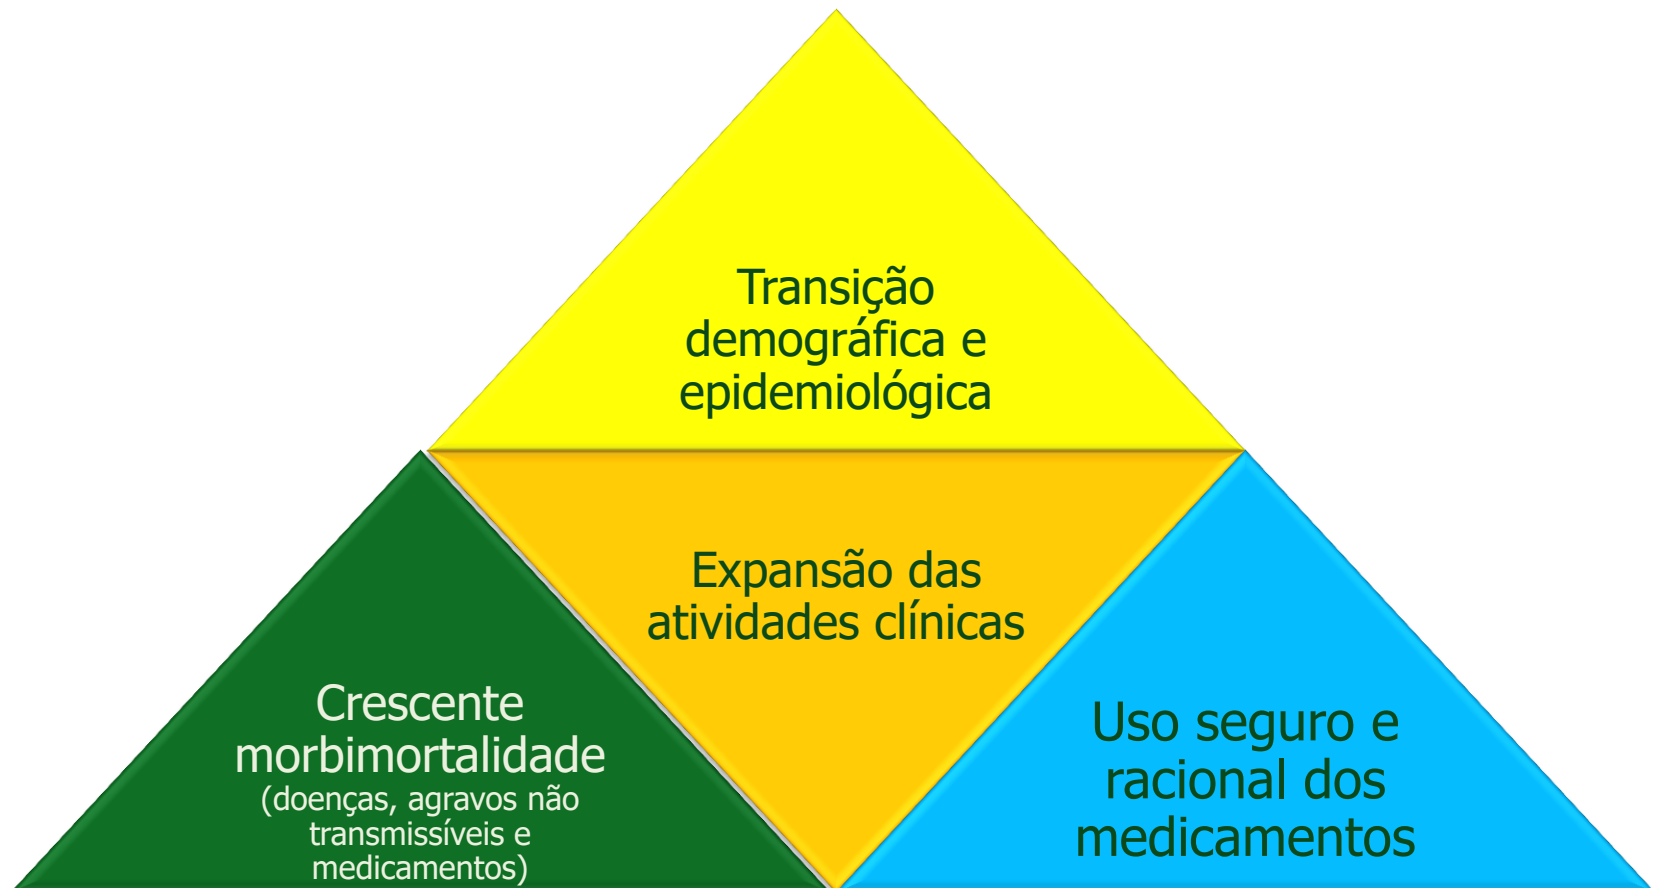 Transição
demográfica e
epidemiológica
Expansão das
atividades clínicas
Crescente
morbimortalidade
(doenças, agravos não
transmissíveis e
medicamentos)
Uso seguro e
racional dos
medicamentos